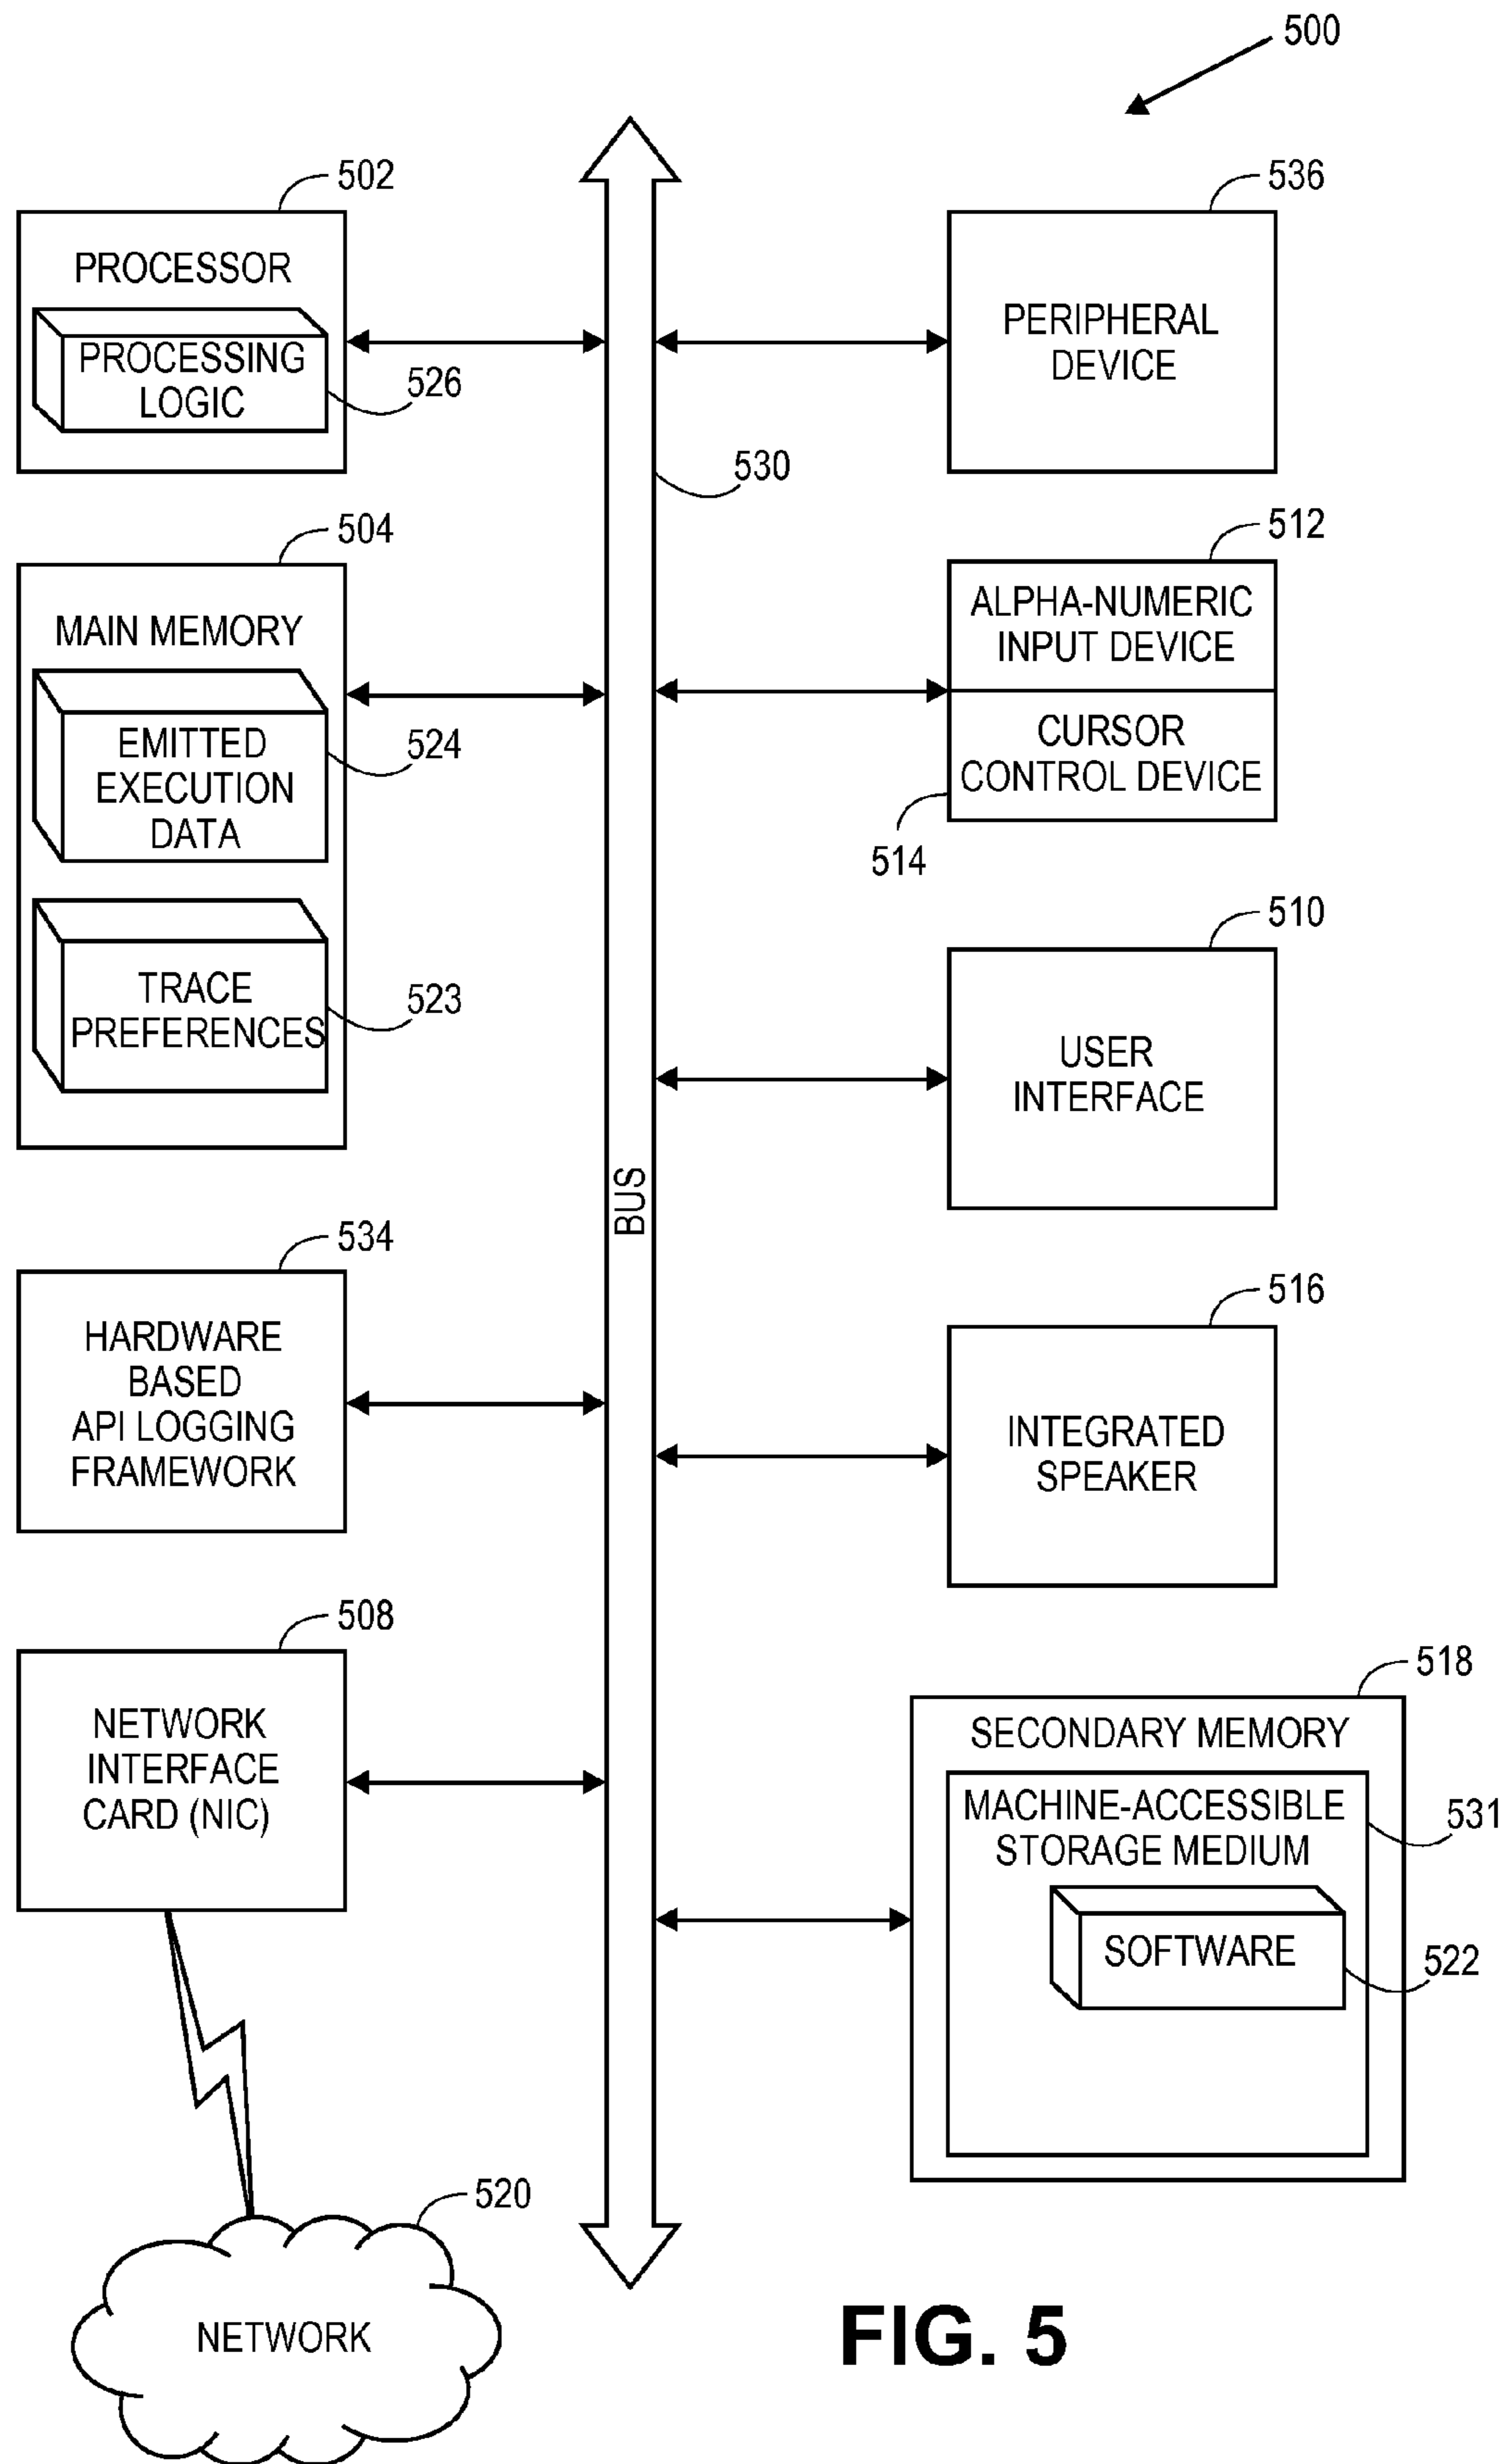 500
502
PROCESSOR
PROCESSING
LOGIC
526
504
MAIN MEMORY
EMITTED
EXECUTION
DATA
524
TRACE
PREFERENCES
523
534
HARDWARE
BASED
API LOGGING
FRAMEWORK
508
NETWORK
INTERFACE
CARD (NIC)
520
NETWORK
530
BUS
536
PERIPHERAL
DEVICE
512
ALPHA-NUMERIC
INPUT DEVICE
CURSOR
CONTROL DEVICE
514
510
USER
INTERFACE
516
INTEGRATED
SPEAKER
518
SECONDARY MEMORY
MACHINE-ACCESSIBLE
STORAGE MEDIUM
531
SOFTWARE
522
FIG. 5